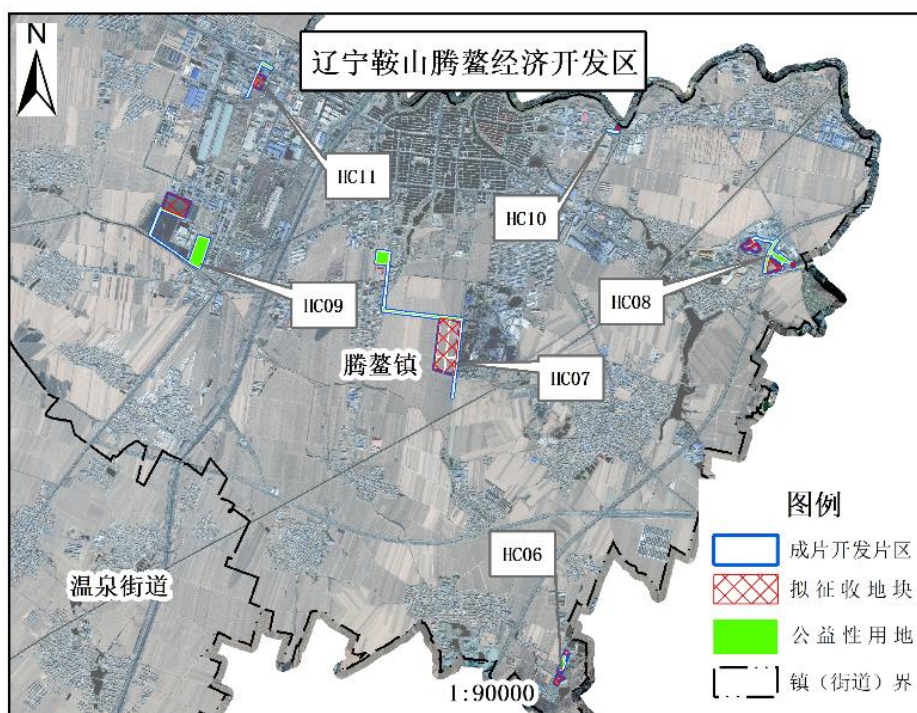 辽宁鞍山腾鳌经济开发区
N
HC11
HC10
HC09
HC08
腾鳌镇
HC07
HC06
温泉街道
1:90000
图例
成片开发片区
拟征收地块
公益性用地
镇（街道）界